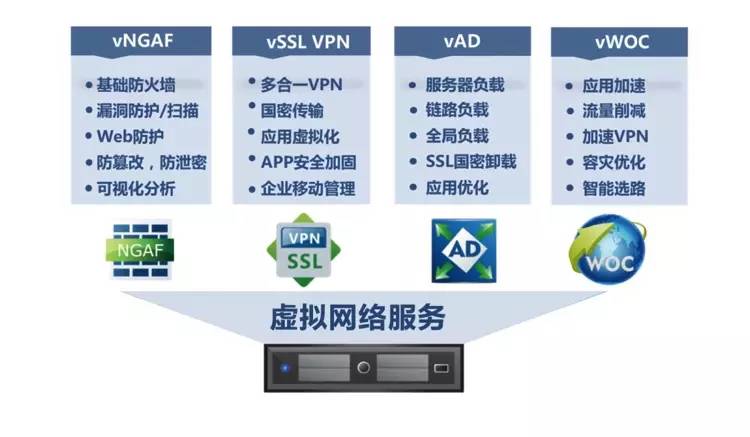 vNGAF
• 基础防火墙
• 漏洞防护/扫描
• Web防护
• 防篡改，防泄密
• 可视化分析
vSSL VPN
• 多合一VPN
• 国密传输
• 应用虚拟化
• APP安全加固
• 企业移动管理
vAD
• 服务器负载
• 链路负载
• 全局负载
• SSL国密卸载
• 应用优化
vWOC
• 应用加速
• 流量削减
• 加速VPN
• 容灾优化
• 智能选路
NGAF
VPN
SSL
AD
WOC
虚拟网络服务